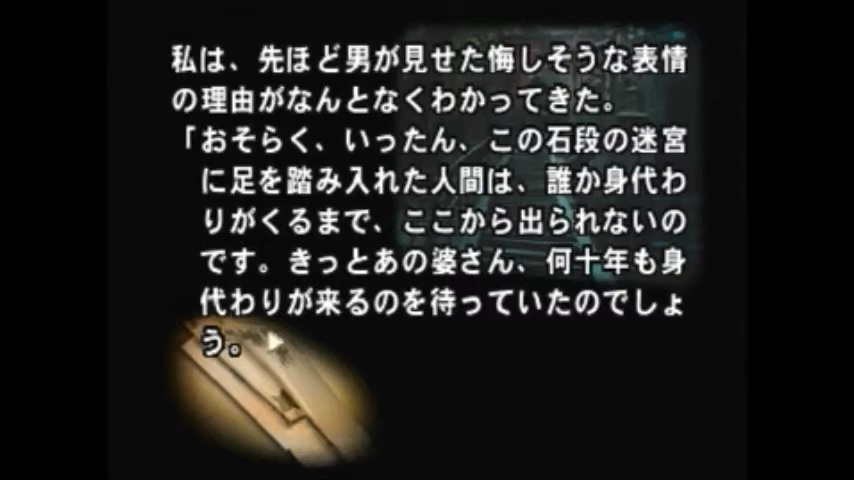 私は、先ほど男が見せた悔しそうな表情
の理由がなんとなくわかってきた。
「おそらく、いったん、この石段の迷宮
に足を踏み入れた人間は、誰か身代わ
りがくるまで、ここから出られないの
です。きっとあの婆さん、何十年も身
代わりが来るのを待っていたのでしょ
う。